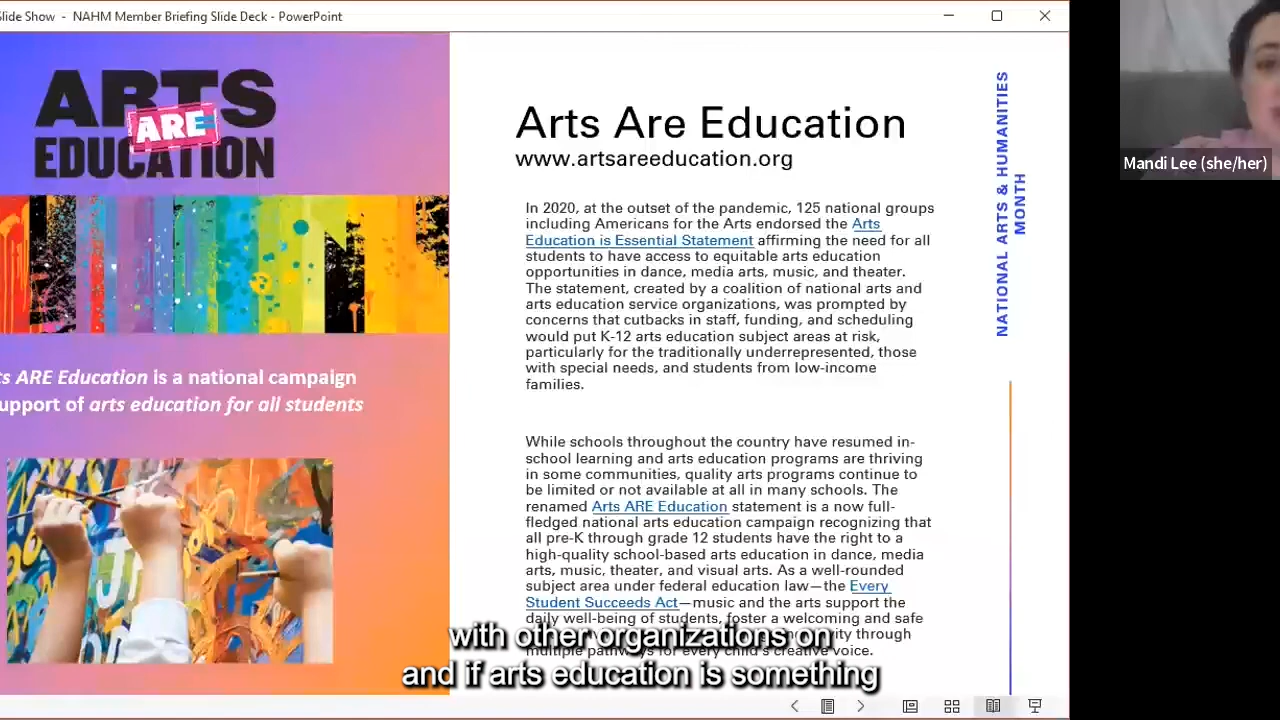 Slide Show - NAHM Member Briefing Slide Deck - PowerPoint
ARTS
ARE
EDUCATION
ts ARE Education is a national campaign
upport of arts education for all students
Arts Are Education
www.artsareeducation.org
In 2020, at the outset of the pandemic, 125 national groups
including Americans for the Arts endorsed the Arts
Education is Essential Statement affirming the need for all
students to have access to equitable arts education
opportunities in dance, media arts, music, and theater.
The statement, created by a coalition of national arts and
arts education service organizations, was prompted by
concerns that cutbacks in staff, funding, and scheduling
would put K-12 arts education subject areas at risk,
particularly for the traditionally underrepresented, those
with special needs, and students from low-income
families.
While schools throughout the country have resumed in-
school learning and arts education programs are thriving
in some communities, quality arts programs continue to
be limited or not available at all in many schools. The
renamed Arts ARE Education statement is a now full-
fledged national arts education campaign recognizing that
all pre-K through grade 12 students have the right to a
high-quality school-based arts education in dance, media
arts, music, theater, and visual arts. As a well-rounded
subject area under federal education law—the Every
Student Succeeds Act—music and the arts support the
daily well-being of students, foster a welcoming and safe
through
multiple pathways for every child's creative voice.
NATIONAL ARTS & HUMANITIES
MONTH
Mandi Lee (she/her)
with other organizations on,
and if arts education is something